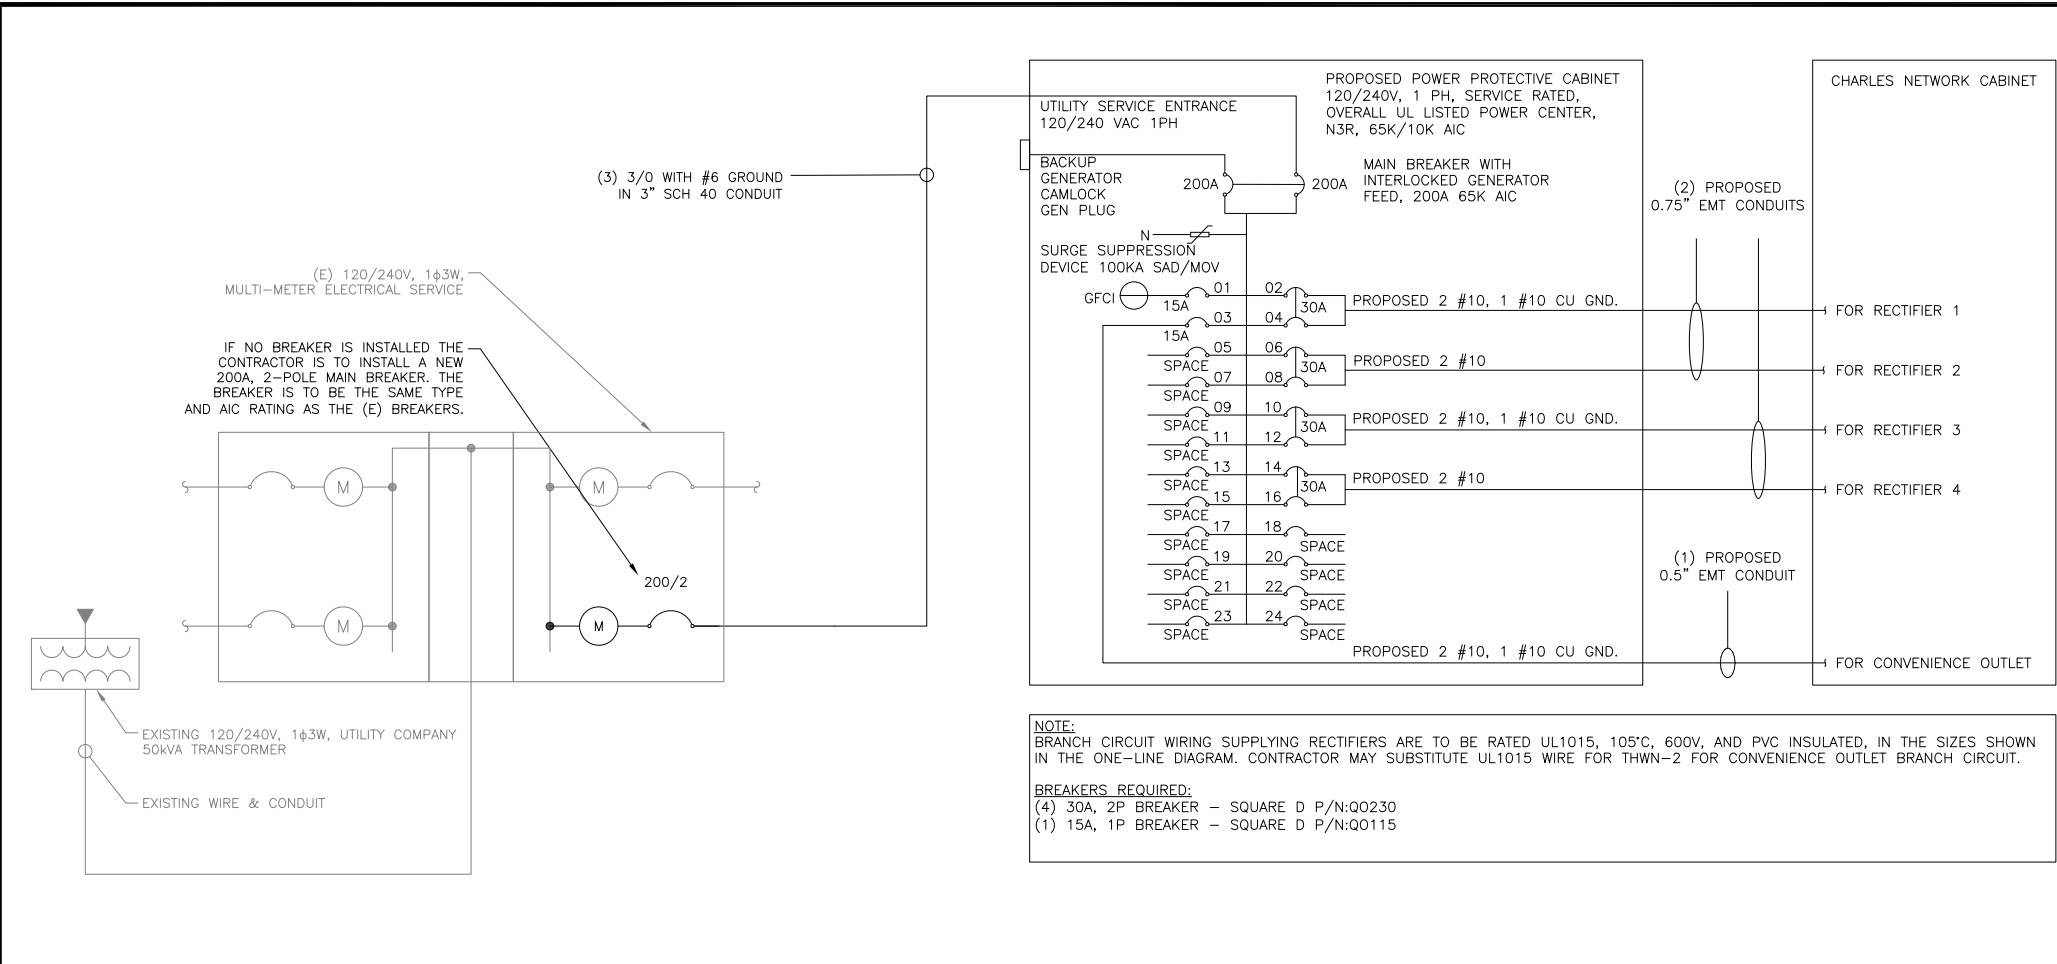 PROPOSED POWER PROTECTIVE CABINET
120/240V, 1 PH, SERVICE RATED,
OVERALL UL LISTED POWER CENTER,
N3R, 65K/10K AIC
CHARLES NETWORK CABINET
UTILITY SERVICE ENTRANCE
120/240 VAC 1PH
BACKUP
GENERATOR
CAMLOCK
GEN PLUG
200A
200A
MAIN BREAKER WITH
INTERLOCKED GENERATOR
FEED, 200A 65K AIC
(3) 3/0 WITH #6 GROUND
IN 3" SCH 40 CONDUIT
(2) PROPOSED
0.75" EMT CONDUITS
N
SURGE SUPPRESSION
DEVICE 100KA SAD/MOV
(E) 120/240V, 1ϕ3W,
MULTI-METER ELECTRICAL SERVICE
IF NO BREAKER IS INSTALLED THE
CONTRACTOR IS TO INSTALL A NEW
200A, 2-POLE MAIN BREAKER. THE
BREAKER IS TO BE THE SAME TYPE
AND AIC RATING AS THE (E) BREAKERS.
GFCI
15A
01
02
30A
PROPOSED 2 #10, 1 #10 CU GND.
FOR RECTIFIER 1
15A
03
04
SPACE
05
06
30A
PROPOSED 2 #10
FOR RECTIFIER 2
SPACE
07
08
SPACE
09
10
30A
PROPOSED 2 #10, 1 #10 CU GND.
FOR RECTIFIER 3
SPACE
11
12
SPACE
13
14
30A
PROPOSED 2 #10
FOR RECTIFIER 4
SPACE
15
16
SPACE
17
18
SPACE
SPACE
19
20
SPACE
SPACE
21
22
SPACE
SPACE
23
24
SPACE
(1) PROPOSED
0.5" EMT CONDUIT
PROPOSED 2 #10, 1 #10 CU GND.
FOR CONVENIENCE OUTLET
M
M
200/2
M
M
EXISTING 120/240V, 1ϕ3W, UTILITY COMPANY
50kVA TRANSFORMER
EXISTING WIRE & CONDUIT
NOTE:
BRANCH CIRCUIT WIRING SUPPLYING RECTIFIERS ARE TO BE RATED UL1015, 105°C, 600V, AND PVC INSULATED, IN THE SIZES SHOWN
IN THE ONE-LINE DIAGRAM. CONTRACTOR MAY SUBSTITUTE UL1015 WIRE FOR THWN-2 FOR CONVENIENCE OUTLET BRANCH CIRCUIT.
BREAKERS REQUIRED:
(4) 30A, 2P BREAKER - SQUARE D P/N:QO230
(1) 15A, 1P BREAKER - SQUARE D P/N:QO115